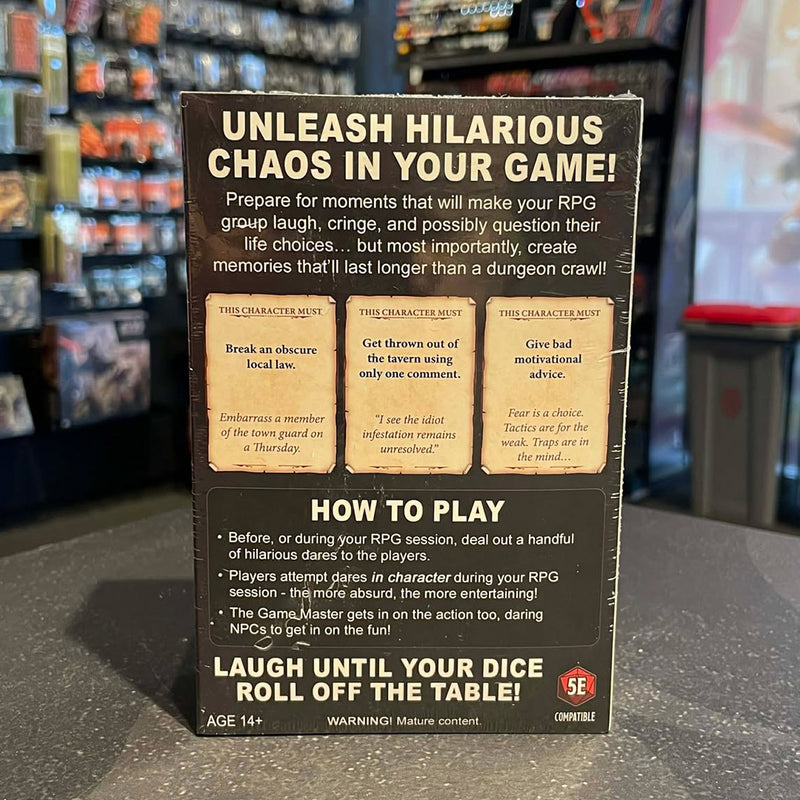 UNLEASH HILARIOUS
CHAOS IN YOUR GAME!
Prepare for moments that will make your RPG
group laugh, cringe, and possibly question their
life choices... but most importantly, create
memories that'll last longer than a dungeon crawl!
THIS CHARACTER MUST
Break an obscure
local law.
Embarrass a member
of the town guard on
a Thursday.
THIS CHARACTER MUST
Get thrown out of
the tavern using
only one comment.
"I see the idiot
infestation remains
unresolved."
THIS CHARACTER MUST
Give bad
motivational
advice.
Fear is a choice.
Tactics are for the
weak. Traps are in
the mind...
HOW TO PLAY
• Before, or during your RPG session, deal out a handful
of hilarious dares to the players.
• Players attempt dares in character during your RPG
session - the more absurd, the more entertaining!
• The Game Master gets in on the action too, daring
NPCs to get in on the fun!
LAUGH UNTIL YOUR DICE
ROLL OFF THE TABLE!
5E
COMPATIBLE
AGE 14+
WARNING! Mature content.